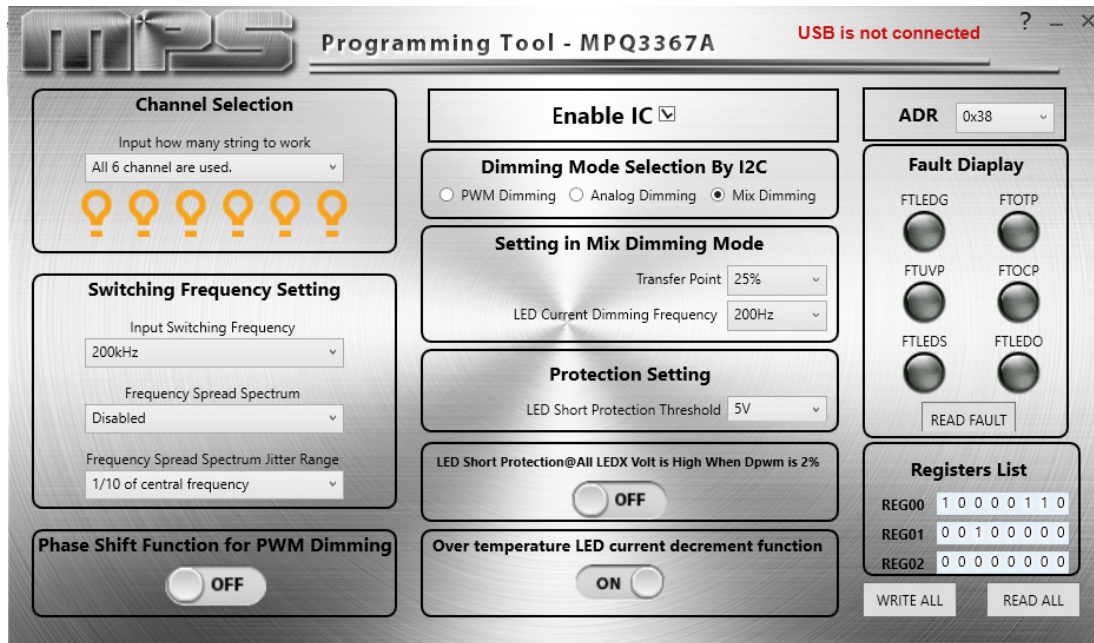 MPS
Programming Tool - MPQ3367A
USB is not connected
? – ×
Channel Selection
Input how many string to work
All 6 channel are used.
Switching Frequency Setting
Input Switching Frequency
200kHz
Frequency Spread Spectrum
Disabled
Frequency Spread Spectrum Jitter Range
1/10 of central frequency
Phase Shift Function for PWM Dimming
OFF
Enable IC
Dimming Mode Selection By I2C
PWM Dimming Analog Dimming Mix Dimming
Setting in Mix Dimming Mode
Transfer Point 25%
LED Current Dimming Frequency 200Hz
Protection Setting
LED Short Protection Threshold 5V
LED Short Protection@All LEDX Volt is High When Dpwm is 2%
OFF
Over temperature LED current decrement function
ON
ADR 0x38
Fault Diaplay
FTLEDG FTOTP
FTUVP FTOCP
FTLEDS FTLEDO
READ FAULT
Registers List
REG00 1 0 0 0 0 1 1 0
REG01 0 0 1 0 0 0 0 0
REG02 0 0 0 0 0 0 0 0
WRITE ALL READ ALL